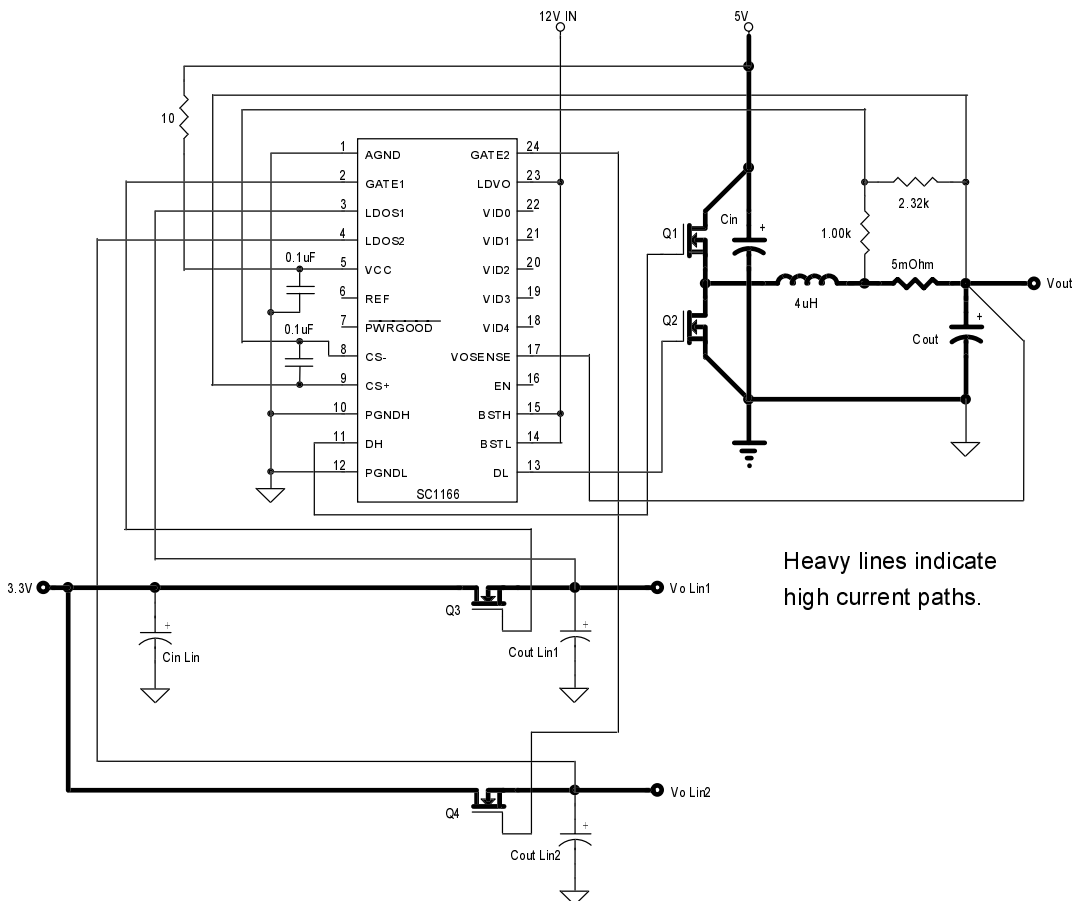 12V IN
5V
10
1 AGND GATE2 24
2 GATE1 LDVO 23
3 LDOS1 VID0 22
4 LDOS2 VID1 21
5 VCC VID2 20
6 REF VID3 19
7 PWRGOOD VID4 18
8 CS- VOSENSE 17
9 CS+ EN 16
10 PGNDH BSTH 15
11 DH BSTL 14
12 PGNDL DL 13
SC1166
0.1uF
0.1uF
Q1
Q2
Cin
+
4uH
1.00k
2.32k
5mOhm
Vout
Cout
+
Heavy lines indicate
high current paths.
3.3V
Q3
Vo Lin1
+
Cin Lin
+
Cout Lin1
Q4
Vo Lin2
+
Cout Lin2